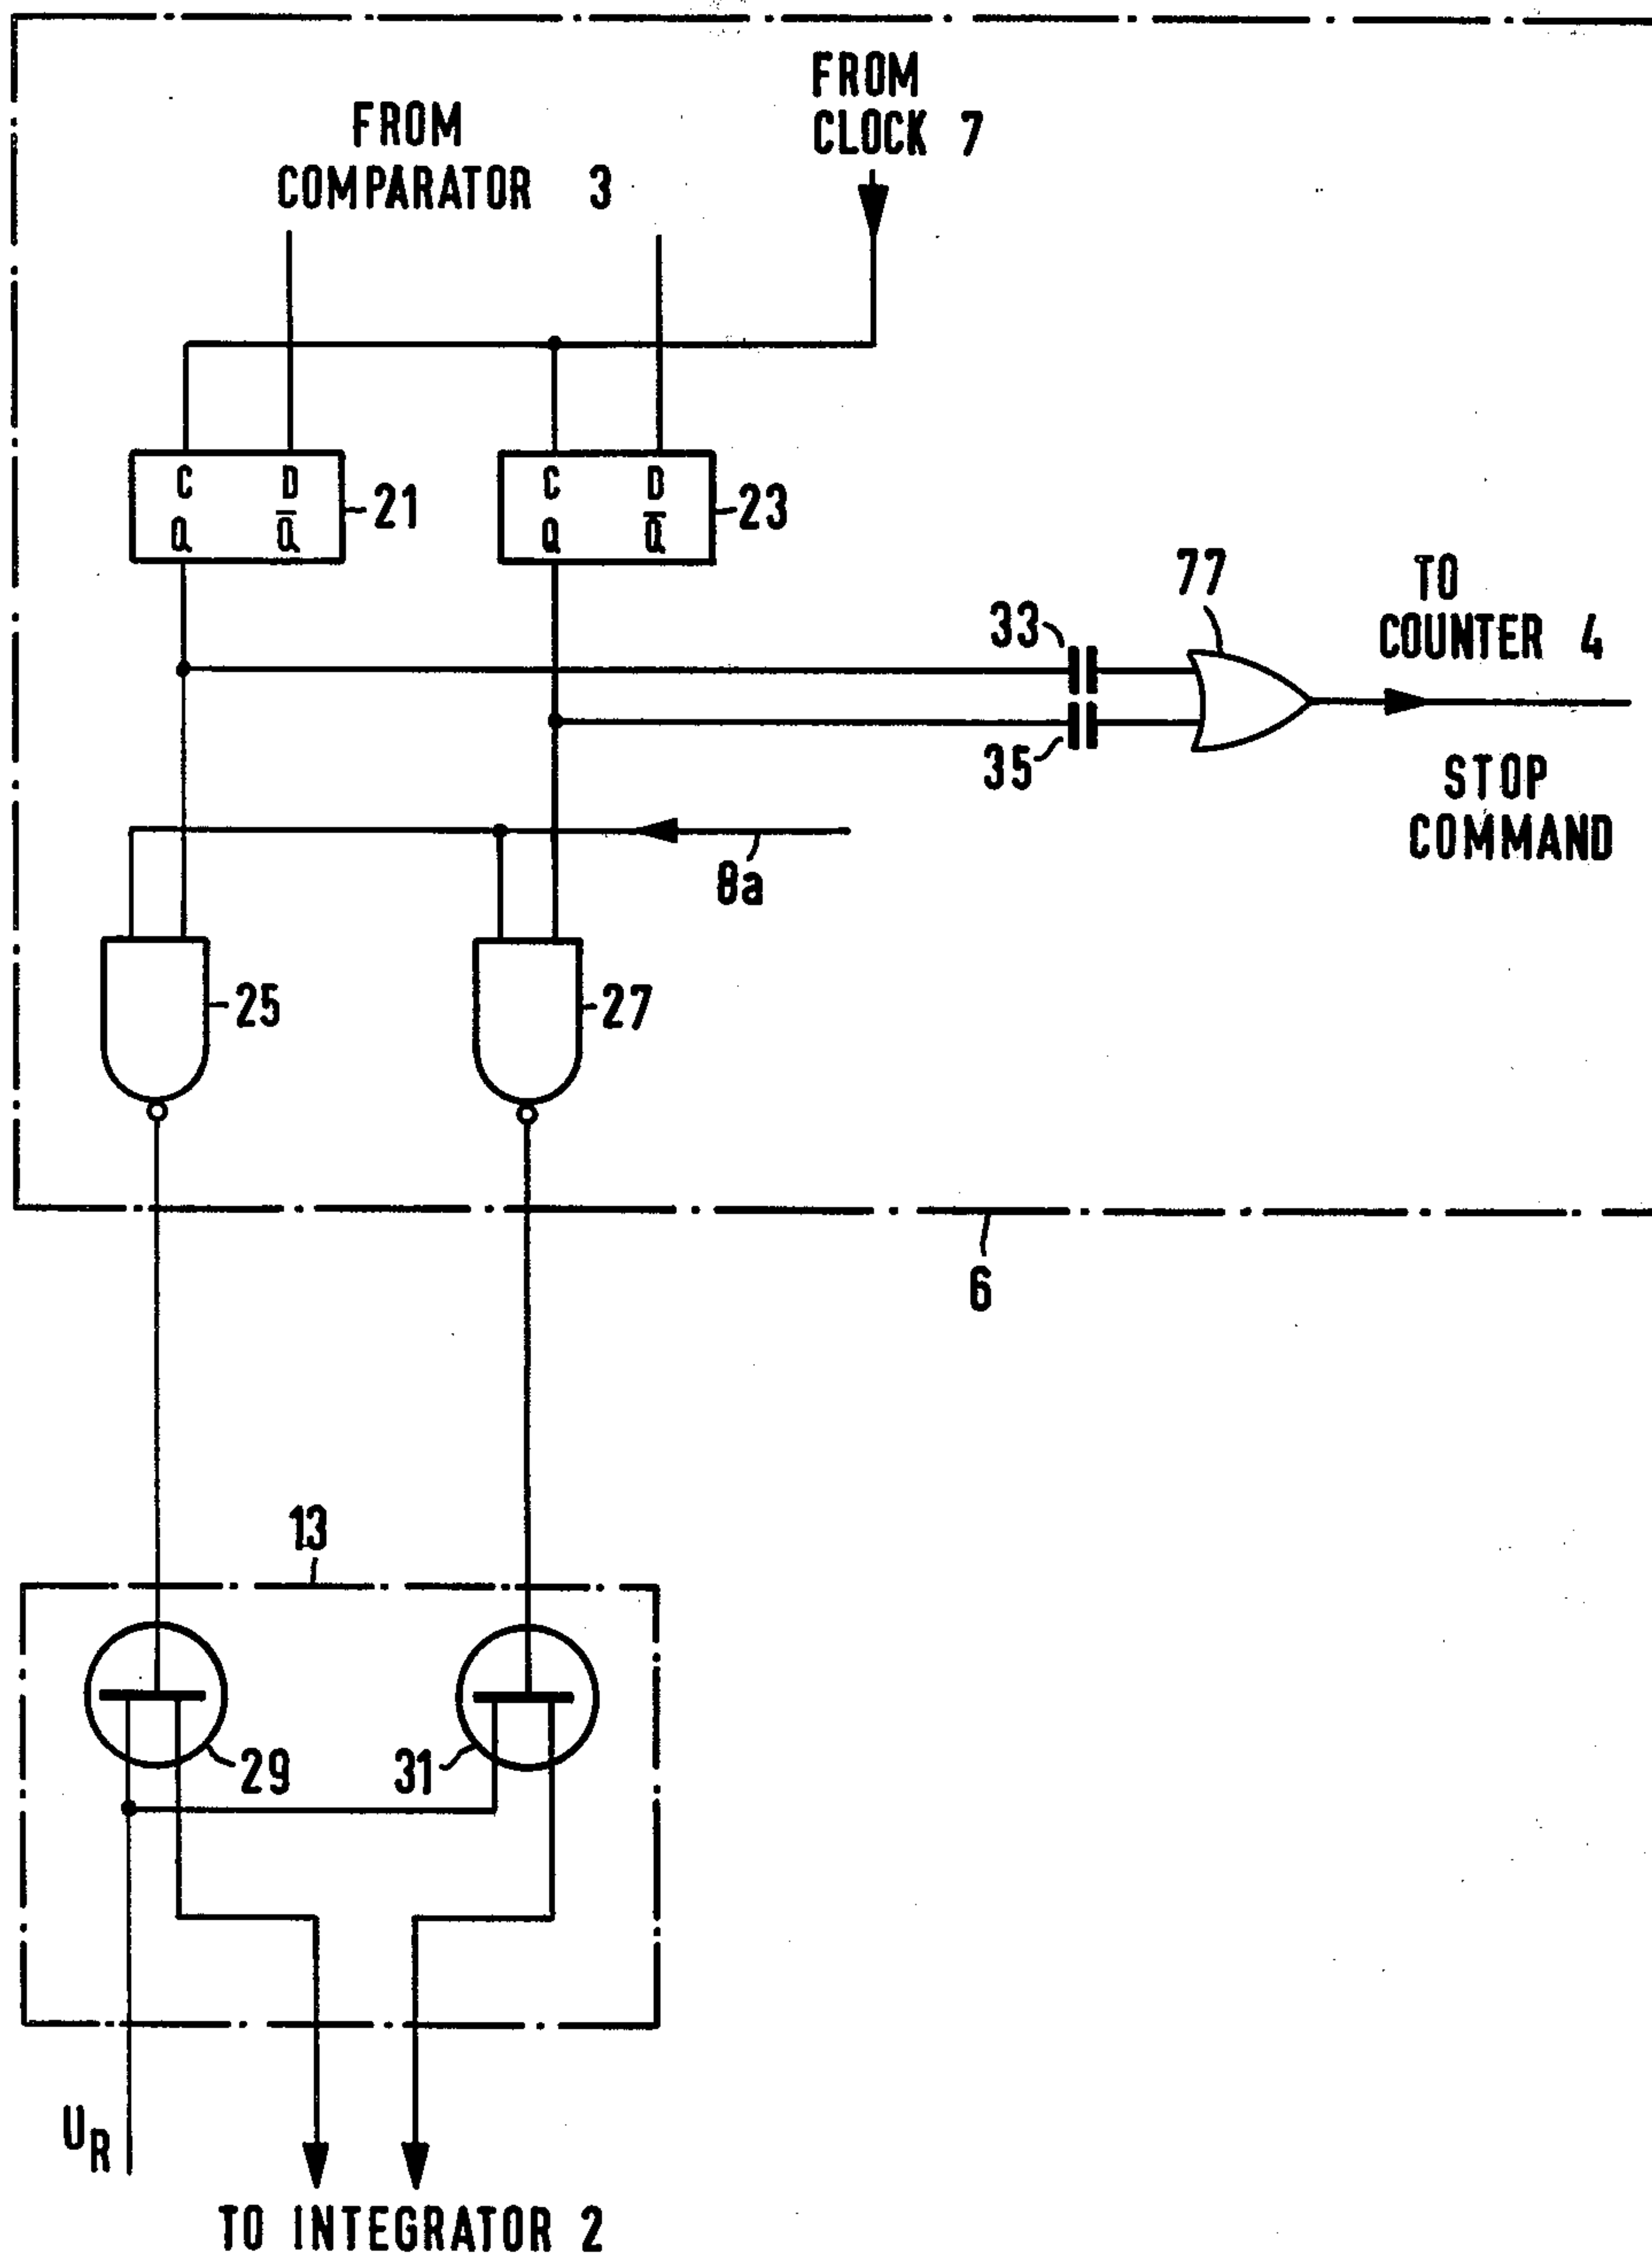 FROM
CLOCK 7
FROM
COMPARATOR 3
C D
Q Q̅
21
C D
Q Q̅
23
33
35
77
TO
COUNTER 4
STOP
COMMAND
8a
25
27
6
13
29
31
UR
TO INTEGRATOR 2